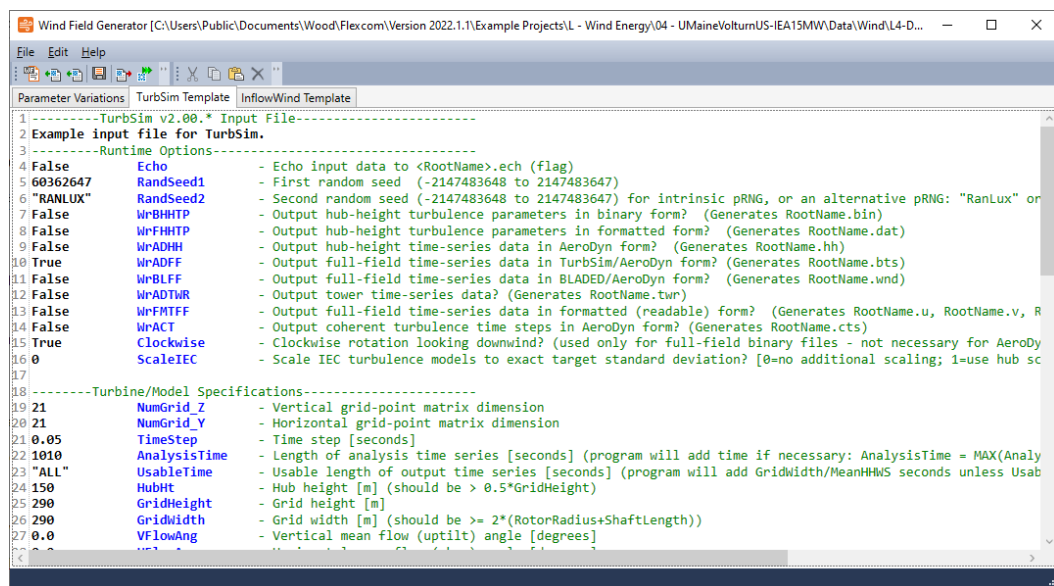 Wind Field Generator [C:\Users\Public\Documents\Wood\Flexcom\Version 2022.1.1\Example Projects\L - Wind Energy\04 - UMaineVolturnUS-IEA15MW\Data\Wind\L4-D...
File Edit Help
Parameter Variations TurbSim Template InflowWind Template
1 ---------TurbSim v2.00.* Input File------------------------
2 Example input file for TurbSim.
3 ---------Runtime Options-----------------------------------
4 False Echo - Echo input data to <RootName>.ech (flag)
5 60362647 RandSeed1 - First random seed (-2147483648 to 2147483647)
6 "RANLUX" RandSeed2 - Second random seed (-2147483648 to 2147483647) for intrinsic pRNG, or an alternative pRNG: "RanLux" or
7 False WrBHHTP - Output hub-height turbulence parameters in binary form? (Generates RootName.bin)
8 False WrFHHTP - Output hub-height turbulence parameters in formatted form? (Generates RootName.dat)
9 False WrADHH - Output hub-height time-series data in AeroDyn form? (Generates RootName.hh)
10 True WrADFF - Output full-field time-series data in TurbSim/AeroDyn form? (Generates RootName.bts)
11 False WrBLFF - Output full-field time-series data in BLADED/AeroDyn form? (Generates RootName.wnd)
12 False WrADTWR - Output tower time-series data? (Generates RootName.twr)
13 False WrFMTFF - Output full-field time-series data in formatted (readable) form? (Generates RootName.u, RootName.v, R
14 False WrACT - Output coherent turbulence time steps in AeroDyn form? (Generates RootName.cts)
15 True Clockwise - Clockwise rotation looking downwind? (used only for full-field binary files - not necessary for AeroDy
16 0 ScaleIEC - Scale IEC turbulence models to exact target standard deviation? [0=no additional scaling; 1=use hub sc
17
18 --------Turbine/Model Specifications-----------------------
19 21 NumGrid_Z - Vertical grid-point matrix dimension
20 21 NumGrid_Y - Horizontal grid-point matrix dimension
21 0.05 TimeStep - Time step [seconds]
22 1010 AnalysisTime - Length of analysis time series [seconds] (program will add time if necessary: AnalysisTime = MAX(Analy
23 "ALL" UsableTime - Usable length of output time series [seconds] (program will add GridWidth/MeanHHWS seconds unless Usab
24 150 HubHt - Hub height [m] (should be > 0.5*GridHeight)
25 290 GridHeight - Grid height [m]
26 290 GridWidth - Grid width [m] (should be >= 2*(RotorRadius+ShaftLength))
27 0.0 VFlowAng - Vertical mean flow (uptilt) angle [degrees]